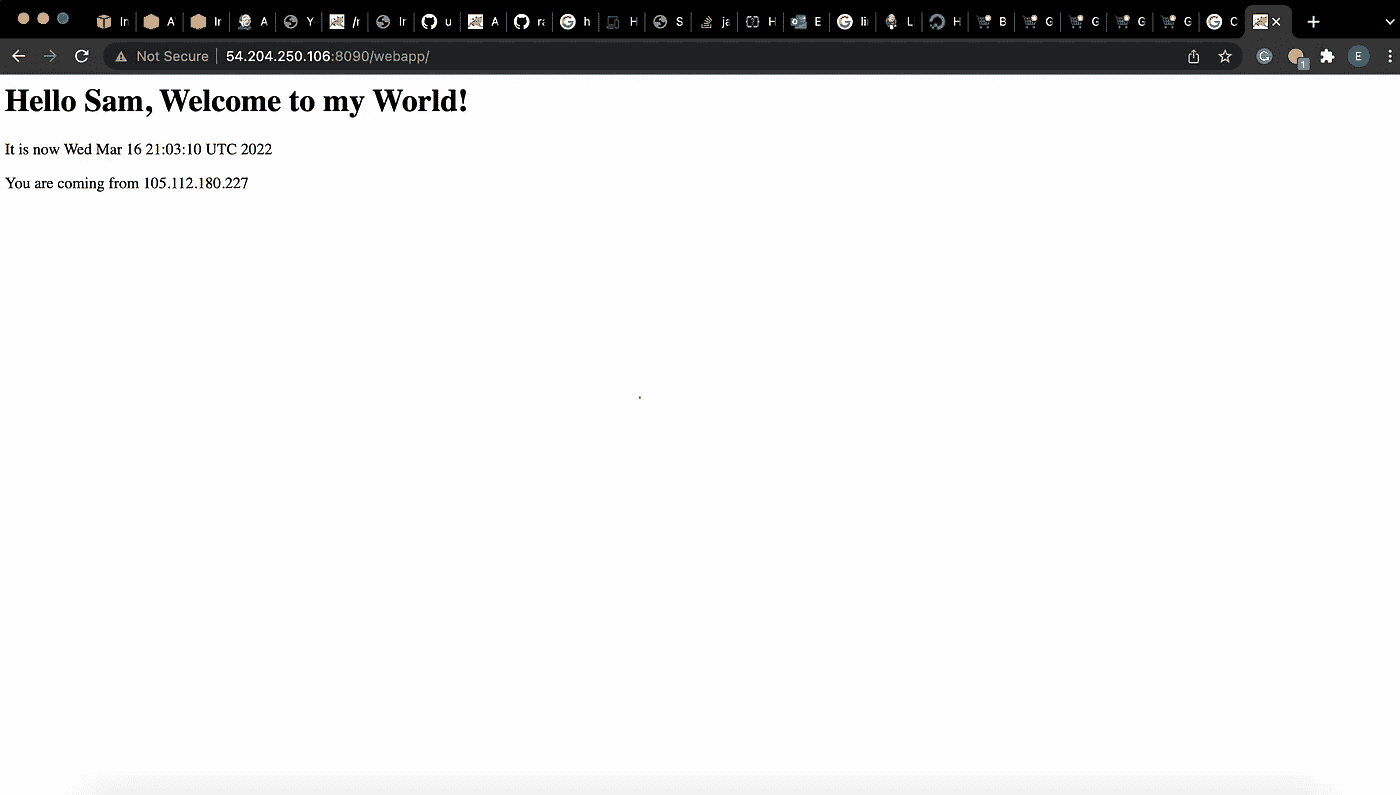 In A In A Y /r Ir u A ra h H S ja H E li L H B G G G G C
Not Secure 54.204.250.106:8090/webapp/ 1 E
Hello Sam, Welcome to my World!
It is now Wed Mar 16 21:03:10 UTC 2022
You are coming from 105.112.180.227